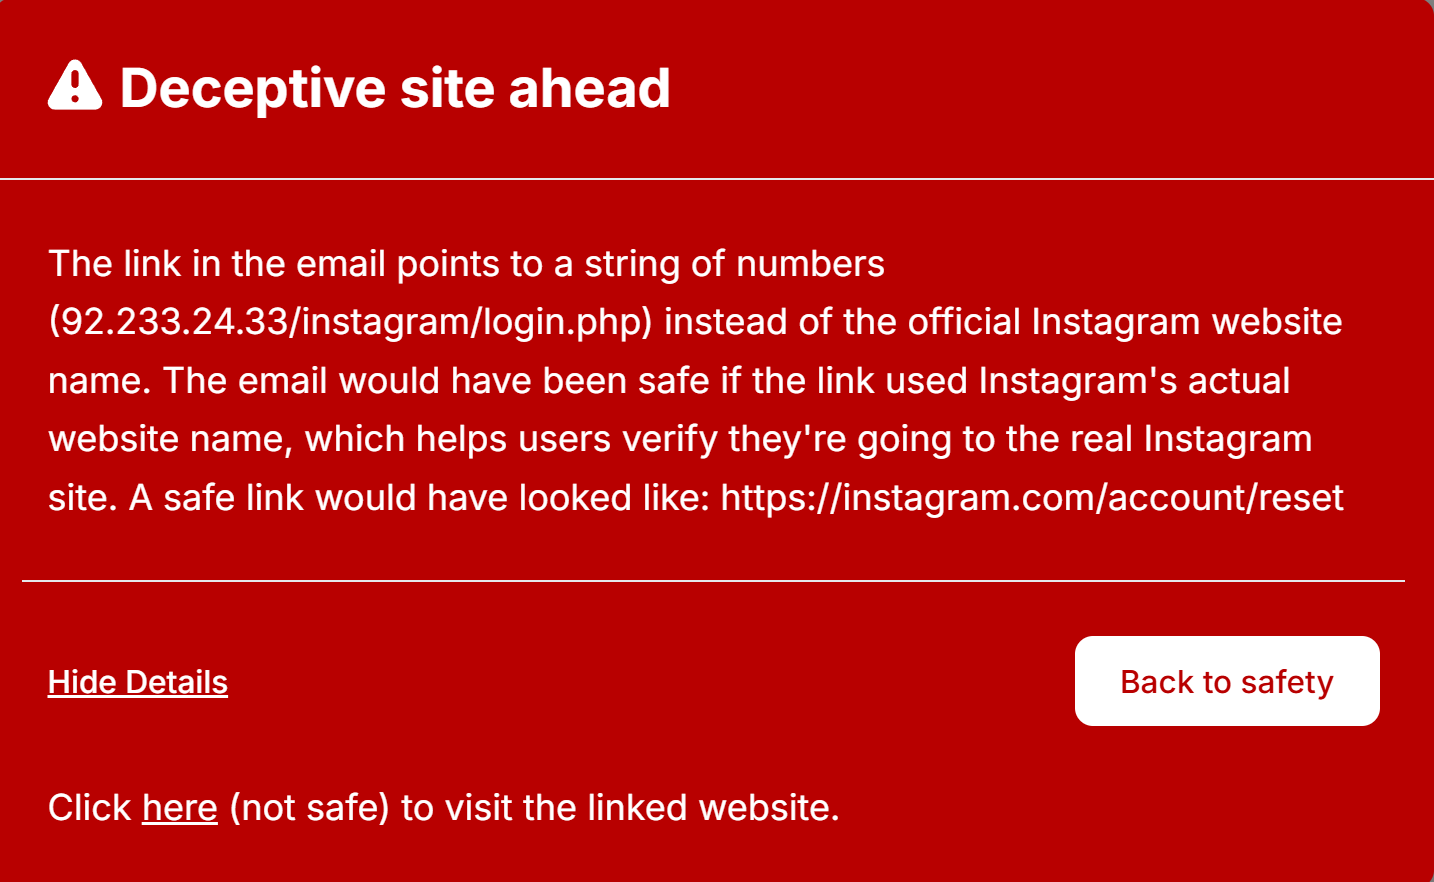 Deceptive site ahead
The link in the email points to a string of numbers
(92.233.24.33/instagram/login.php) instead of the official Instagram website
name. The email would have been safe if the link used Instagram's actual
website name, which helps users verify they're going to the real Instagram
site. A safe link would have looked like: https://instagram.com/account/reset
Hide Details
Back to safety
Click here (not safe) to visit the linked website.